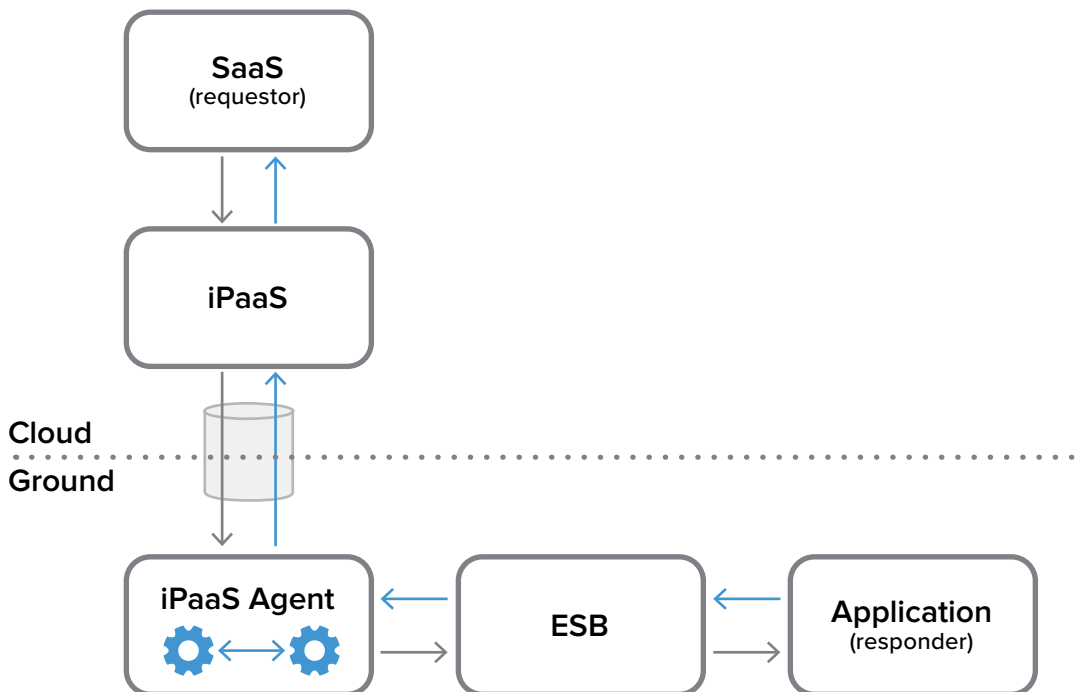 SaaS
(requestor)
iPaaS
Cloud
Ground
iPaaS Agent
ESB
Application
(responder)